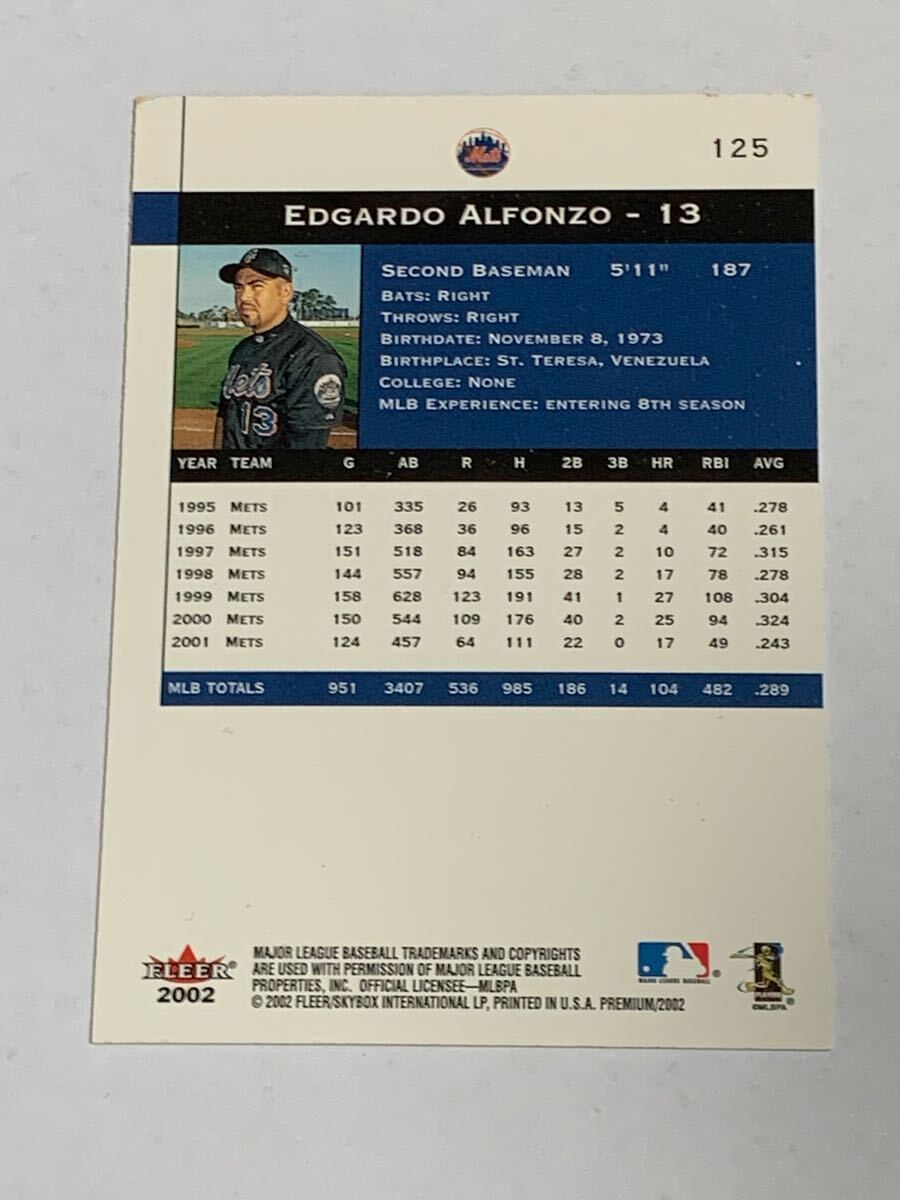 Mets
125
EDGARDO ALFONZO - 13
SECOND BASEMAN 5'11" 187
BATS: RIGHT
THROWS: RIGHT
BIRTHDATE: NOVEMBER 8, 1973
BIRTHPLACE: ST. TERESA, VENEZUELA
COLLEGE: NONE
MLB EXPERIENCE: ENTERING 8TH SEASON
Mets
13
YEAR TEAM G AB R H 2B 3B HR RBI AVG
1995 METS 101 335 26 93 13 5 4 41 .278
1996 METS 123 368 36 96 15 2 4 40 .261
1997 METS 151 518 84 163 27 2 10 72 .315
1998 METS 144 557 94 155 28 2 17 78 .278
1999 METS 158 628 123 191 41 1 27 108 .304
2000 METS 150 544 109 176 40 2 25 94 .324
2001 METS 124 457 64 111 22 0 17 49 .243
MLB TOTALS 951 3407 536 985 186 14 104 482 .289
FLEER®
2002
MAJOR LEAGUE BASEBALL TRADEMARKS AND COPYRIGHTS
ARE USED WITH PERMISSION OF MAJOR LEAGUE BASEBALL
PROPERTIES, INC. OFFICIAL LICENSEE—MLBPA
© 2002 FLEER/SKYBOX INTERNATIONAL LP, PRINTED IN U.S.A. PREMIUM/2002
MAJOR LEAGUE BASEBALL
®
©MLBPA